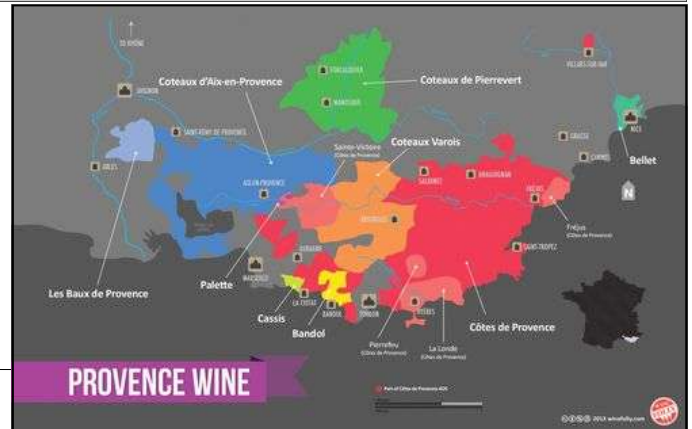 TO RHÔNE
AVIGNON
Coteaux d'Aix-en-Provence
FORCALQUIER
MANOSQUE
Coteaux de Pierrevert
VILLARS-SUR-VAR
NICE
Bellet
SAINT-RÉMY-DE-PROVENCE
ARLES
Sainte-Victoire
(Côtes de Provence)
Coteaux Varois
GRASSE
CANNES
AIX-EN-PROVENCE
SALERNES
DRAGUIGNAN
FRÉJUS
N
Fréjus
(Côtes de Provence)
BRIGNOLES
SAINT-TROPEZ
MARSEILLE
Les Baux de Provence
Palette
LA CIOTAT
BANDOL
TOULON
HYÈRES
Cassis
Bandol
Côtes de Provence
Pierrefeu
(Côtes de Provence)
La Londe
(Côtes de Provence)
PROVENCE WINE
Part of Côtes de Provence AOC
2013 winefolly.com